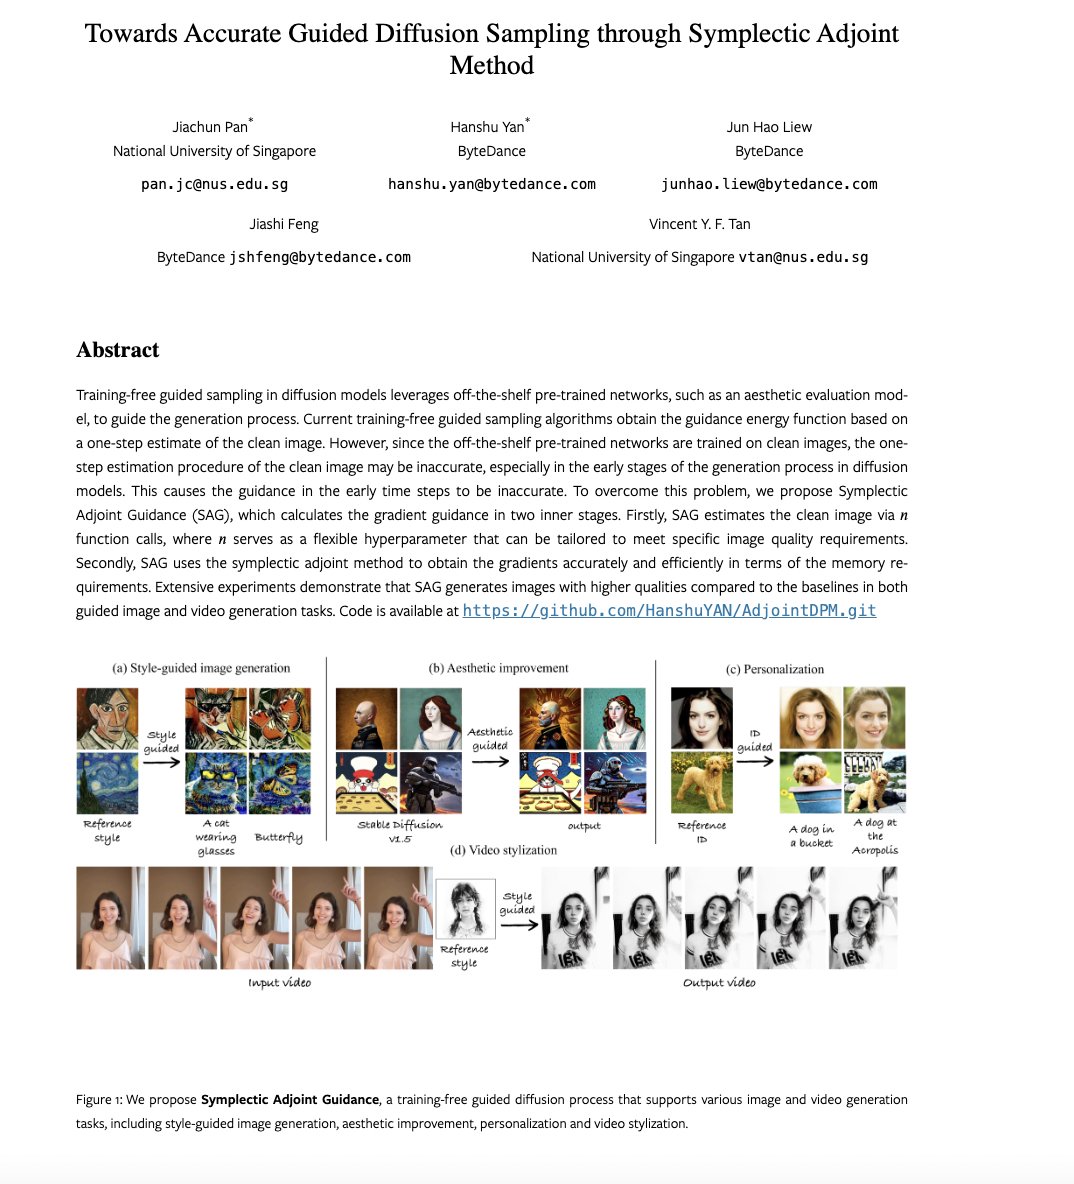 Towards Accurate Guided Diffusion Sampling through Symplectic Adjoint
Method
Jiachun Pan*
National University of Singapore
pan.jc@nus.edu.sg
Hanshu Yan*
ByteDance
hanshu.yan@bytedance.com
Jun Hao Liew
ByteDance
junhao.liew@bytedance.com
Jiashi Feng
ByteDance jshfeng@bytedance.com
Vincent Y. F. Tan
National University of Singapore vtan@nus.edu.sg
Abstract
Training-free guided sampling in diffusion models leverages off-the-shelf pre-trained networks, such as an aesthetic evaluation mod-
el, to guide the generation process. Current training-free guided sampling algorithms obtain the guidance energy function based on
a one-step estimate of the clean image. However, since the off-the-shelf pre-trained networks are trained on clean images, the one-
step estimation procedure of the clean image may be inaccurate, especially in the early stages of the generation process in diffusion
models. This causes the guidance in the early time steps to be inaccurate. To overcome this problem, we propose Symplectic
Adjoint Guidance (SAG), which calculates the gradient guidance in two inner stages. Firstly, SAG estimates the clean image via n
function calls, where n serves as a flexible hyperparameter that can be tailored to meet specific image quality requirements.
Secondly, SAG uses the symplectic adjoint method to obtain the gradients accurately and efficiently in terms of the memory re-
quirements. Extensive experiments demonstrate that SAG generates images with higher qualities compared to the baselines in both
guided image and video generation tasks. Code is available at https://github.com/HanshuYAN/AdjointDPM.git
(a) Style-guided image generation
Style
guided
Reference
style
A cat
wearing
glasses
Butterfly
(b) Aesthetic improvement
Aesthetic
guided
Stable Diffusion
V1.5
output
(c) Personalization
ID
guided
Reference
ID
A dog in
a bucket
A dog at
the
Acropolis
(d) Video stylization
Input video
Reference
style
Style
guided
Output video
Figure 1: We propose Symplectic Adjoint Guidance, a training-free guided diffusion process that supports various image and video generation
tasks, including style-guided image generation, aesthetic improvement, personalization and video stylization.